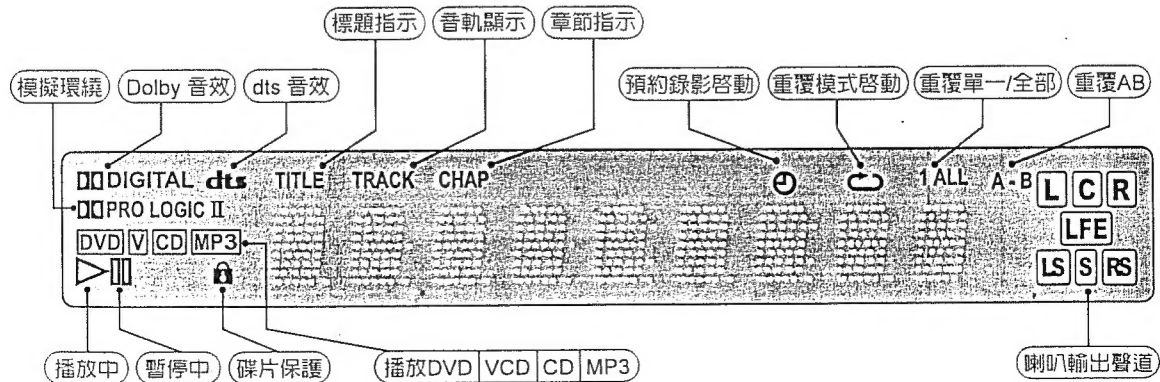 標題指示 音軌顯示 章節指示
模擬環繞 Dolby 音效 dts 音效 預約錄影啓動 重覆模式啓動 重覆單一/全部 重覆AB
DIGITAL dts TITLE TRACK CHAP 1 ALL A - B
L C R
PRO LOGIC II
LFE
DVD V CD MP3
LS S RS
播放中 暫停中 碟片保護 播放DVD VCD CD MP3 喇叭輸出聲道